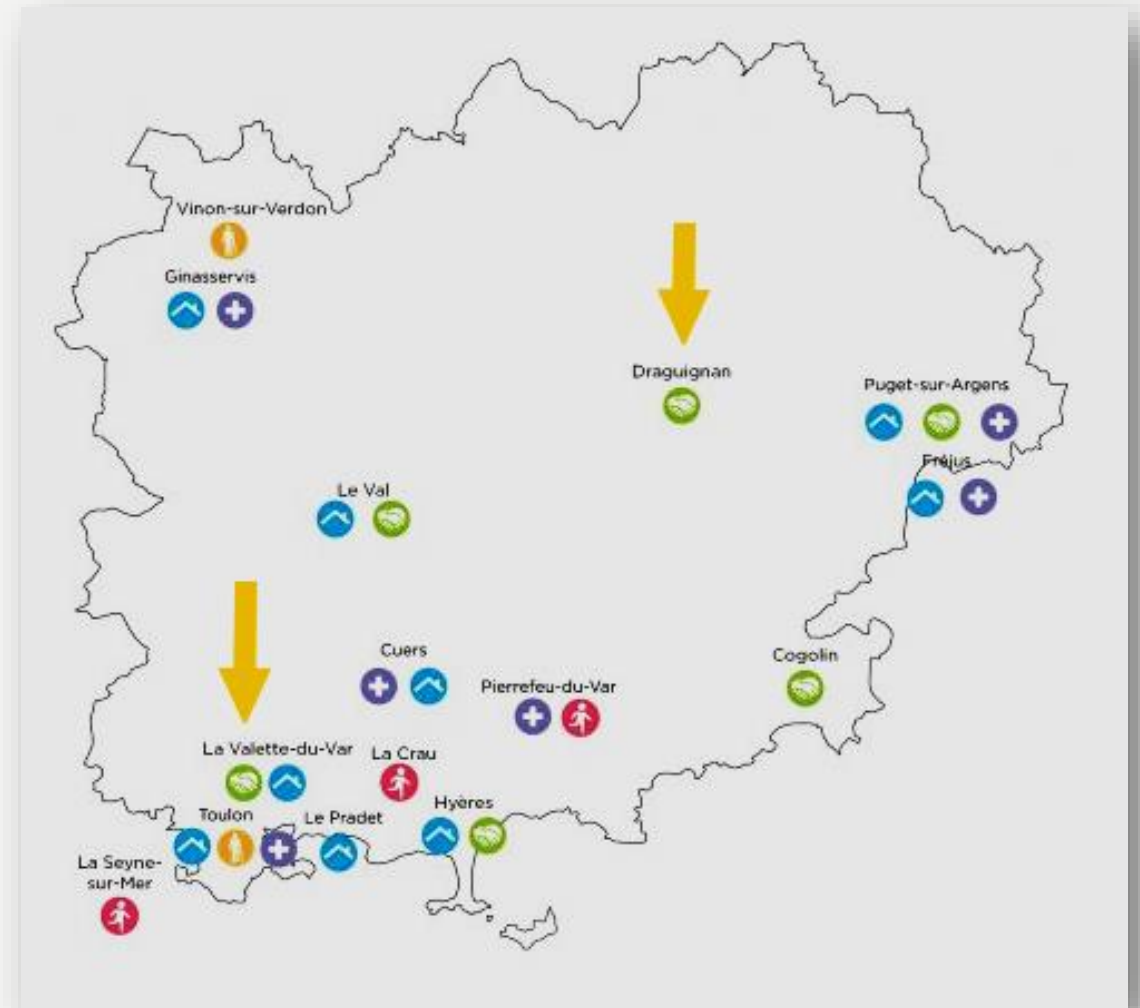 Vinon-sur-Verdon
Ginasservis
Draguignan
Puget-sur-Argens
Fréjus
Le Val
Cuers
Cogolin
Pierrefeu-du-Var
La Valette-du-Var
La Crau
Hyères
Toulon
Le Pradet
La Seyne-
sur-Mer